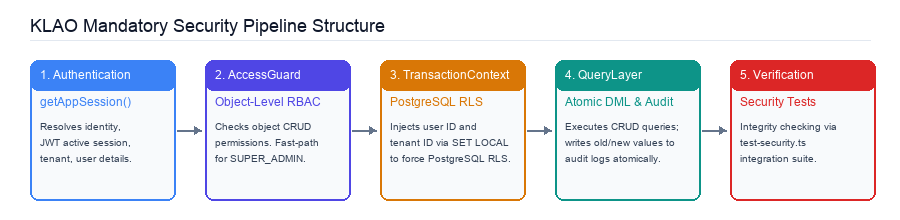 KLAO Mandatory Security Pipeline Structure
1. Authentication
getAppSession()
Resolves identity,
JWT active session,
tenant, user details.
2. AccessGuard
Object-Level RBAC
Checks object CRUD
permissions. Fast-path
for SUPER_ADMIN.
3. TransactionContext
PostgreSQL RLS
Injects user ID and
tenant ID via SET LOCAL
to force PostgreSQL RLS.
4. QueryLayer
Atomic DML & Audit
Executes CRUD queries;
writes old/new values to
audit logs atomically.
5. Verification
Security Tests
Integrity checking via
test-security.ts
integration suite.